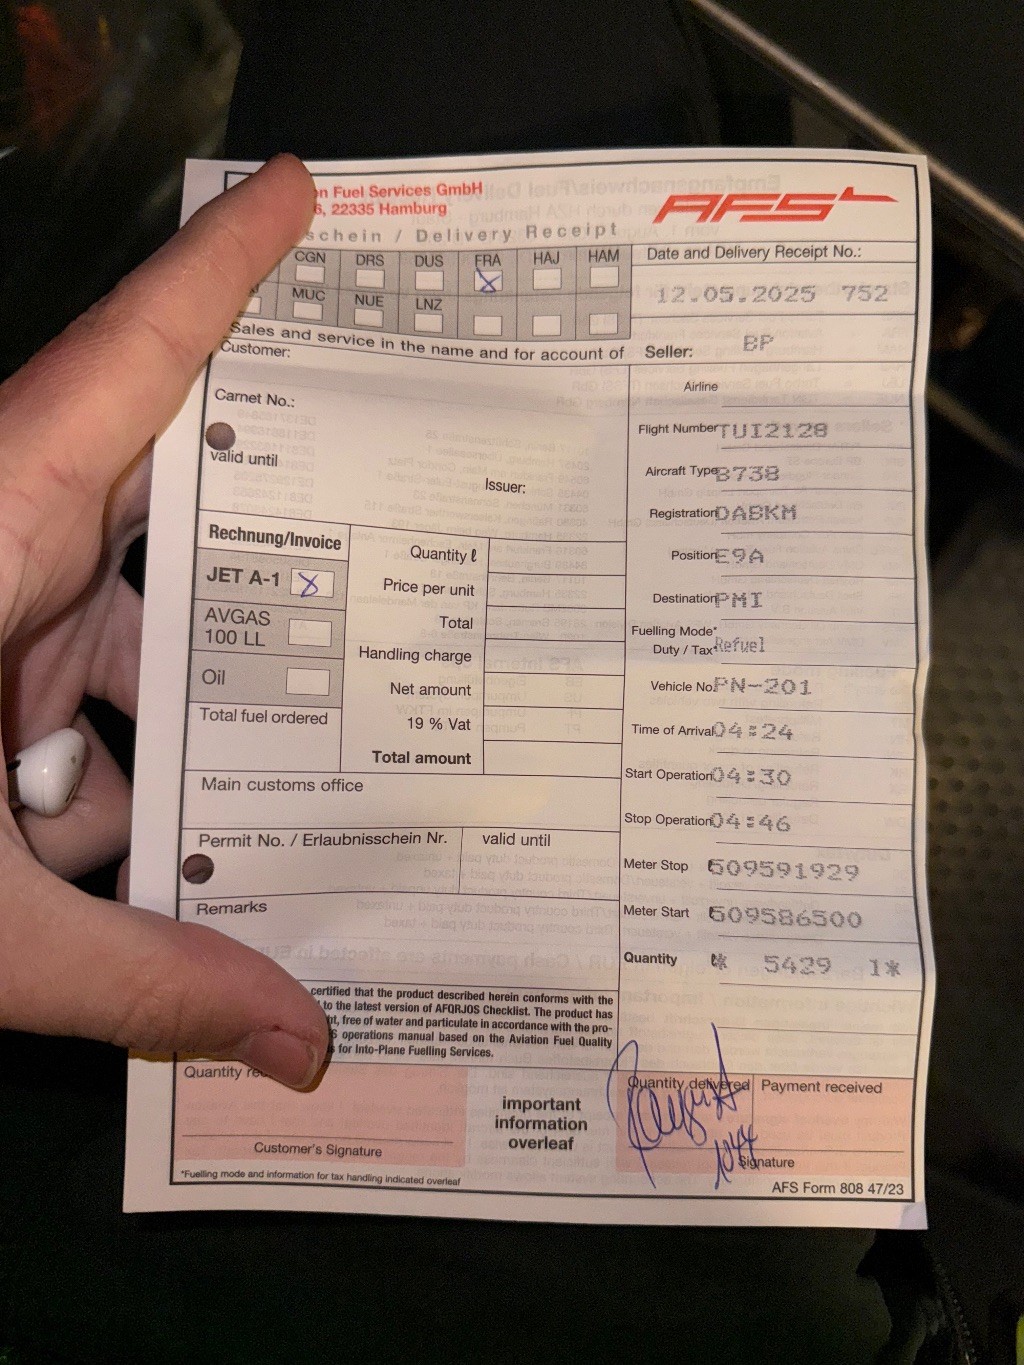 n Fuel Services GmbH
6, 22335 Hamburg
AFS
schein / Delivery Receipt
CGN DRS DUS FRA HAJ HAM
X
MUC NUE LNZ
Sales and service in the name and for account of
Date and Delivery Receipt No.:
12.05.2025 752
Seller: BP
Customer:
Carnet No.:
valid until
Issuer:
Airline
Flight Number TUI2128
Aircraft Type B738
Registration DABKM
Position E9A
Destination PMI
Fuelling Mode*
Duty / Tax* Refuel
Vehicle No. PN-201
Time of Arrival 04:24
Start Operation 04:30
Stop Operation 04:46
Meter Stop 609591929
Meter Start 609586500
Quantity * 5429 l*
Rechnung/Invoice
JET A-1 X
AVGAS
100 LL
Oil
Total fuel ordered
Quantity ℓ
Price per unit
Total
Handling charge
Net amount
19 % Vat
Total amount
Main customs office
Permit No. / Erlaubnisschein Nr. valid until
Remarks
certified that the product described herein conforms with the
to the latest version of AFQRJOS Checklist. The product has
free of water and particulate in accordance with the pro-
operations manual based on the Aviation Fuel Quality
for Into-Plane Fuelling Services.
Quantity re
Customer's Signature
important
information
overleaf
Quantity delivered
Payment received
Signature
*Fuelling mode and information for tax handling indicated overleaf
AFS Form 808 47/23